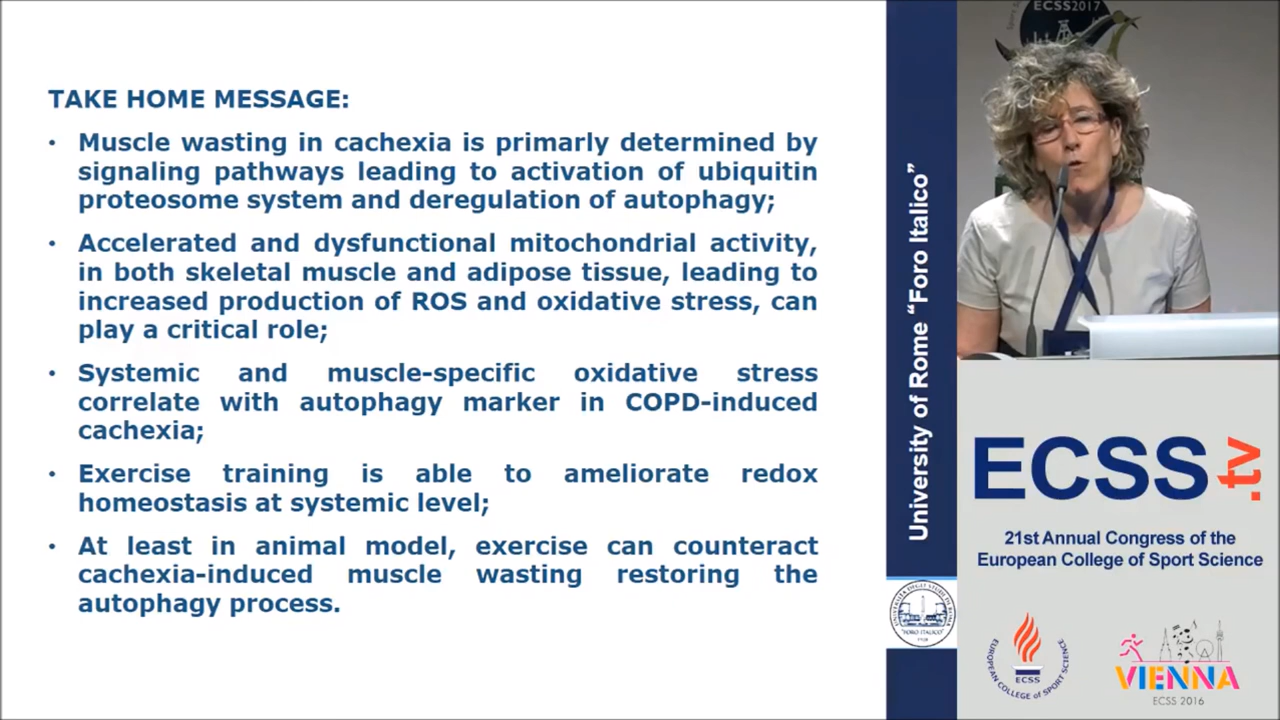 TAKE HOME MESSAGE:
• Muscle wasting in cachexia is primarily determined by
signaling pathways leading to activation of ubiquitin
proteosome system and deregulation of autophagy;
• Accelerated and dysfunctional mitochondrial activity,
in both skeletal muscle and adipose tissue, leading to
increased production of ROS and oxidative stress, can
play a critical role;
• Systemic and muscle-specific oxidative stress
correlate with autophagy marker in COPD-induced
cachexia;
• Exercise training is able to ameliorate redox
homeostasis at systemic level;
• At least in animal model, exercise can counteract
cachexia-induced muscle wasting restoring the
autophagy process.
University of Rome “Foro Italico”
"FORO ITALICO"
ECSS2017
ECSS.tv
21st Annual Congress of the
European College of Sport Science
EUROPEAN COLLEGE OF SPORT SCIENCE
ECSS
VIENNA
ECSS 2016